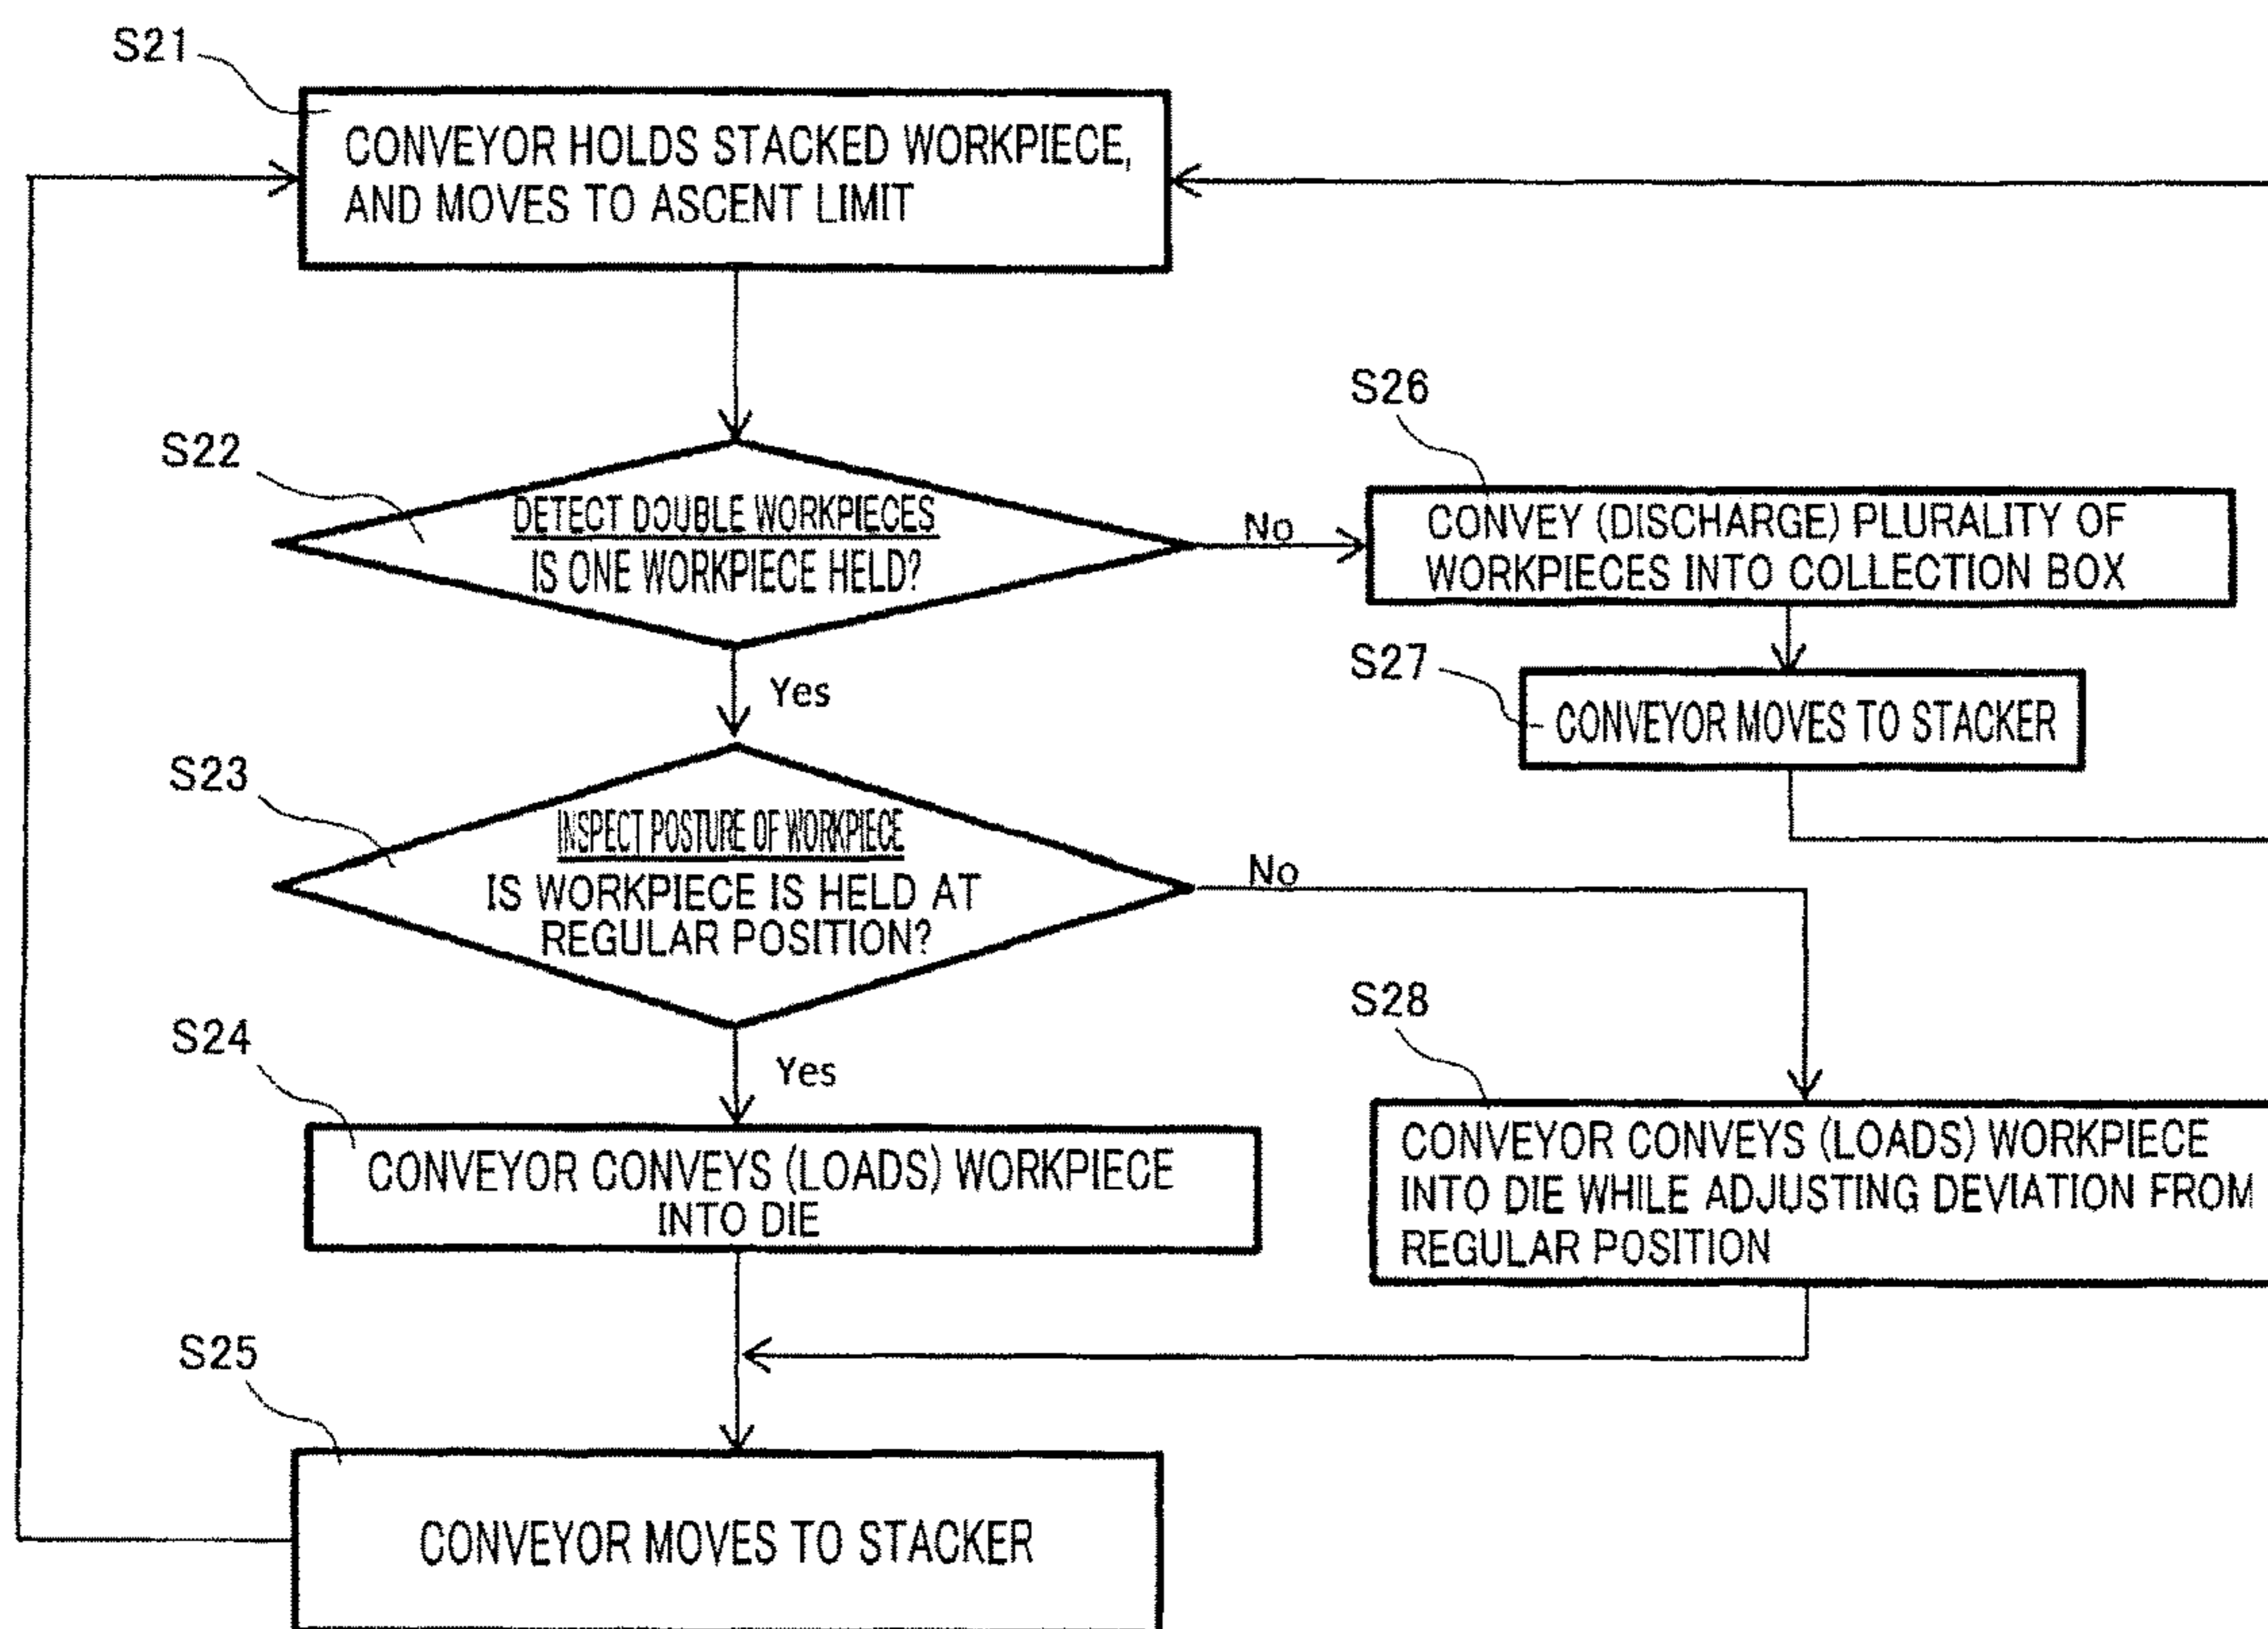 S21
CONVEYOR HOLDS STACKED WORKPIECE,
AND MOVES TO ASCENT LIMIT
S22
DETECT DOUBLE WORKPIECES
IS ONE WORKPIECE HELD?
No
Yes
S26
CONVEY (DISCHARGE) PLURALITY OF
WORKPIECES INTO COLLECTION BOX
S27
CONVEYOR MOVES TO STACKER
S23
INSPECT POSTURE OF WORKPIECE
IS WORKPIECE IS HELD AT
REGULAR POSITION?
No
Yes
S24
CONVEYOR CONVEYS (LOADS) WORKPIECE
INTO DIE
S28
CONVEYOR CONVEYS (LOADS) WORKPIECE
INTO DIE WHILE ADJUSTING DEVIATION FROM
REGULAR POSITION
S25
CONVEYOR MOVES TO STACKER